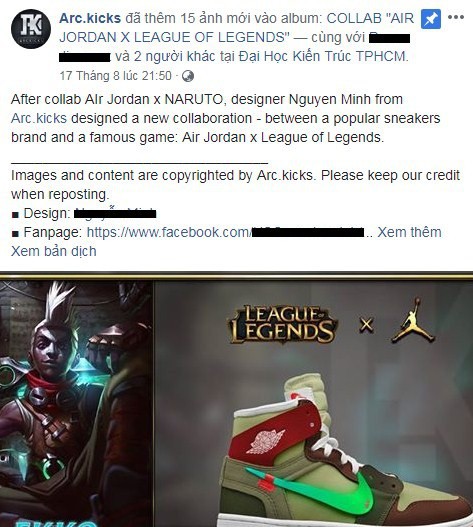 Arc.kicks đã thêm 15 ảnh mới vào album: COLLAB "AIR
JORDAN X LEAGUE OF LEGENDS" — cùng với
và 2 người khác tại Đại Học Kiến Trúc TPHCM.
17 Tháng 8 lúc 21:50 ·
After collab AIr Jordan x NARUTO, designer Nguyen Minh from
Arc.kicks designed a new collaboration - between a popular sneakers
brand and a famous game: Air Jordan x League of Legends.
Images and content are copyrighted by Arc.kicks. Please keep our credit
when reposting.
■ Design:
■ Fanpage: https://www.facebook.com/ .. Xem thêm
Xem bản dịch
LEAGUE OF LEGENDS x
EKKO